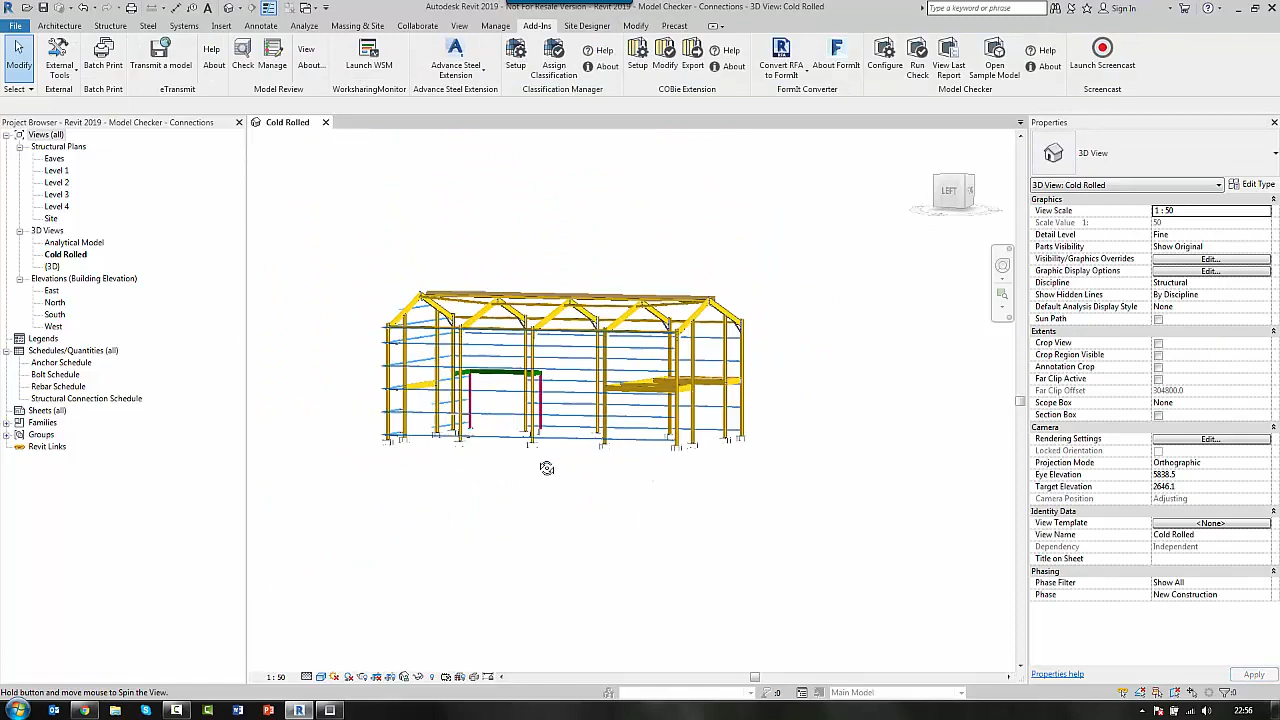 Autodesk Revit 2019 - Not For Resale Version - Revit 2019 - Model Checker - Connections - 3D View: Cold Rolled
Type a keyword or phrase
Sign In
File Architecture Structure Steel Systems Insert Annotate Analyze Massing & Site Collaborate View Manage Add-Ins Site Designer Modify Precast
Modify
External Tools
Batch Print
Transmit a model
Help
About
Check
Manage
View
About...
Launch WSM
Advance Steel Extension
Setup
Assign Classification
Help
About
Setup
Modify
Export
Help
About
Convert RFA to FormIt
About FormIt
Configure
Run Check
View Last Report
Open Sample Model
Help
About
Launch Screencast
Select External Batch Print eTransmit Model Review WorksharingMonitor Advance Steel Extension Classification Manager COBie Extension FormIt Converter Model Checker Screencast
Project Browser - Revit 2019 - Model Checker - Connections
Views (all)
Structural Plans
Eaves
Level 1
Level 2
Level 3
Level 4
Site
3D Views
Analytical Model
Cold Rolled
{3D}
Elevations (Building Elevation)
East
North
South
West
Legends
Schedules/Quantities (all)
Anchor Schedule
Bolt Schedule
Rebar Schedule
Structural Connection Schedule
Sheets (all)
Families
Groups
Revit Links
Cold Rolled
LEFT
Properties
3D View
3D View: Cold Rolled
Edit Type
Graphics
View Scale 1 : 50
Scale Value 1: 50
Detail Level Fine
Parts Visibility Show Original
Visibility/Graphics Overrides Edit...
Graphic Display Options Edit...
Discipline Structural
Show Hidden Lines By Discipline
Default Analysis Display Style None
Sun Path
Extents
Crop View
Crop Region Visible
Annotation Crop
Far Clip Active
Far Clip Offset 304800.0
Scope Box None
Section Box
Camera
Rendering Settings Edit...
Locked Orientation
Projection Mode Orthographic
Eye Elevation 5838.5
Target Elevation 2646.1
Camera Position Adjusting
Identity Data
View Template <None>
View Name Cold Rolled
Dependency Independent
Title on Sheet
Phasing
Phase Filter Show All
Phase New Construction
Properties help
Apply
1 : 50
Hold button and move mouse to Spin the View.
:0
Main Model
:0
22:56